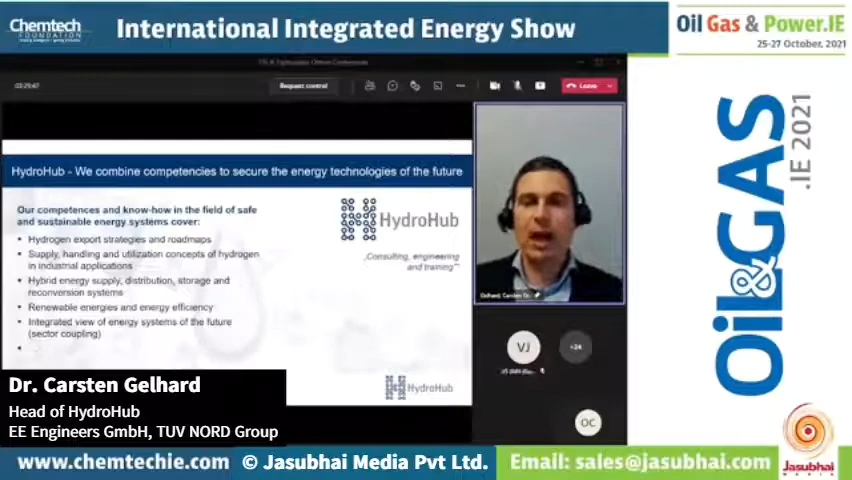 Chemtech
FOUNDATION
International Integrated Energy Show
Oil Gas & Power.IE
25-27 October, 2021
Request control
Leave
HydroHub - We combine competencies to secure the energy technologies of the future
Our competences and know-how in the field of safe
and sustainable energy systems cover:
• Hydrogen export strategies and roadmaps
• Supply, handling and utilization concepts of hydrogen
in industrial applications
• Hybrid energy supply, distribution, storage and
reconversion systems
• Renewable energies and energy efficiency
• Integrated view of energy systems of the future
(sector coupling)
HydroHub
„Consulting, engineering
and training"
HydroHub
Gelhard, Carsten Dr.
VJ
+24
OC
Oil&GAS
.IE 2021
Dr. Carsten Gelhard
Head of HydroHub
EE Engineers GmbH, TUV NORD Group
www.chemtechie.com
© Jasubhai Media Pvt Ltd.
Email: sales@jasubhai.com
Jasubhai
MEDIA